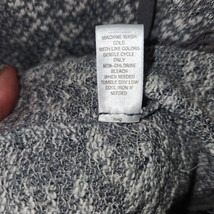 MACHINE WASH
COLD
WITH LIKE COLORS
GENTLE CYCLE
ONLY
NON-CHLORINE
BLEACH
WHEN NEEDED
TUMBLE DRY LOW
COOL IRON IF
NEEDED